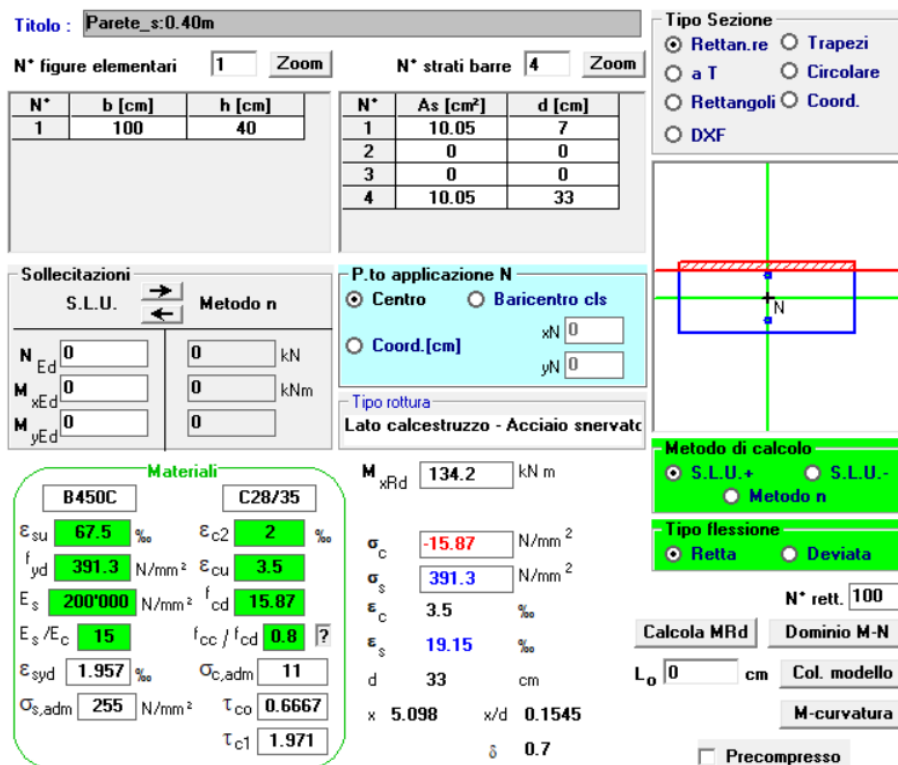 Titolo : Parete_s:0.40m
N° figure elementari 1 Zoom
N° strati barre 4 Zoom
N° b [cm] h [cm]
1 100 40
N° As [cm²] d [cm]
1 10.05 7
2 0 0
3 0 0
4 10.05 33
Tipo Sezione
Rettan.re Trapezi
a T Circolare
Rettangoli Coord.
DXF
N
Sollecitazioni
S.L.U. Metodo n
N Ed 0 0 kN
M xEd 0 0 kNm
M yEd 0 0
P.to applicazione N
Centro Baricentro cls
Coord.[cm] xN 0
yN 0
Tipo rottura
Lato calcestruzzo - Acciaio snervato
Materiali
B450C C28/35
εsu 67.5 ‰ εc2 2 ‰
fyd 391.3 N/mm² εcu 3.5
Es 200'000 N/mm² fcd 15.87
Es/Ec 15 fcc / fcd 0.8 ?
εsyd 1.957 ‰ σc,adm 11
σs,adm 255 N/mm² τco 0.6667
τc1 1.971
M xRd 134.2 kN m
σc -15.87 N/mm²
σs 391.3 N/mm²
εc 3.5 ‰
εs 19.15 ‰
d 33 cm
x 5.098 x/d 0.1545
δ 0.7
Metodo di calcolo
S.L.U.+ S.L.U.-
Metodo n
Tipo flessione
Retta Deviata
N° rett. 100
Calcola MRd Dominio M-N
Lo 0 cm Col. modello
M-curvatura
Precompresso